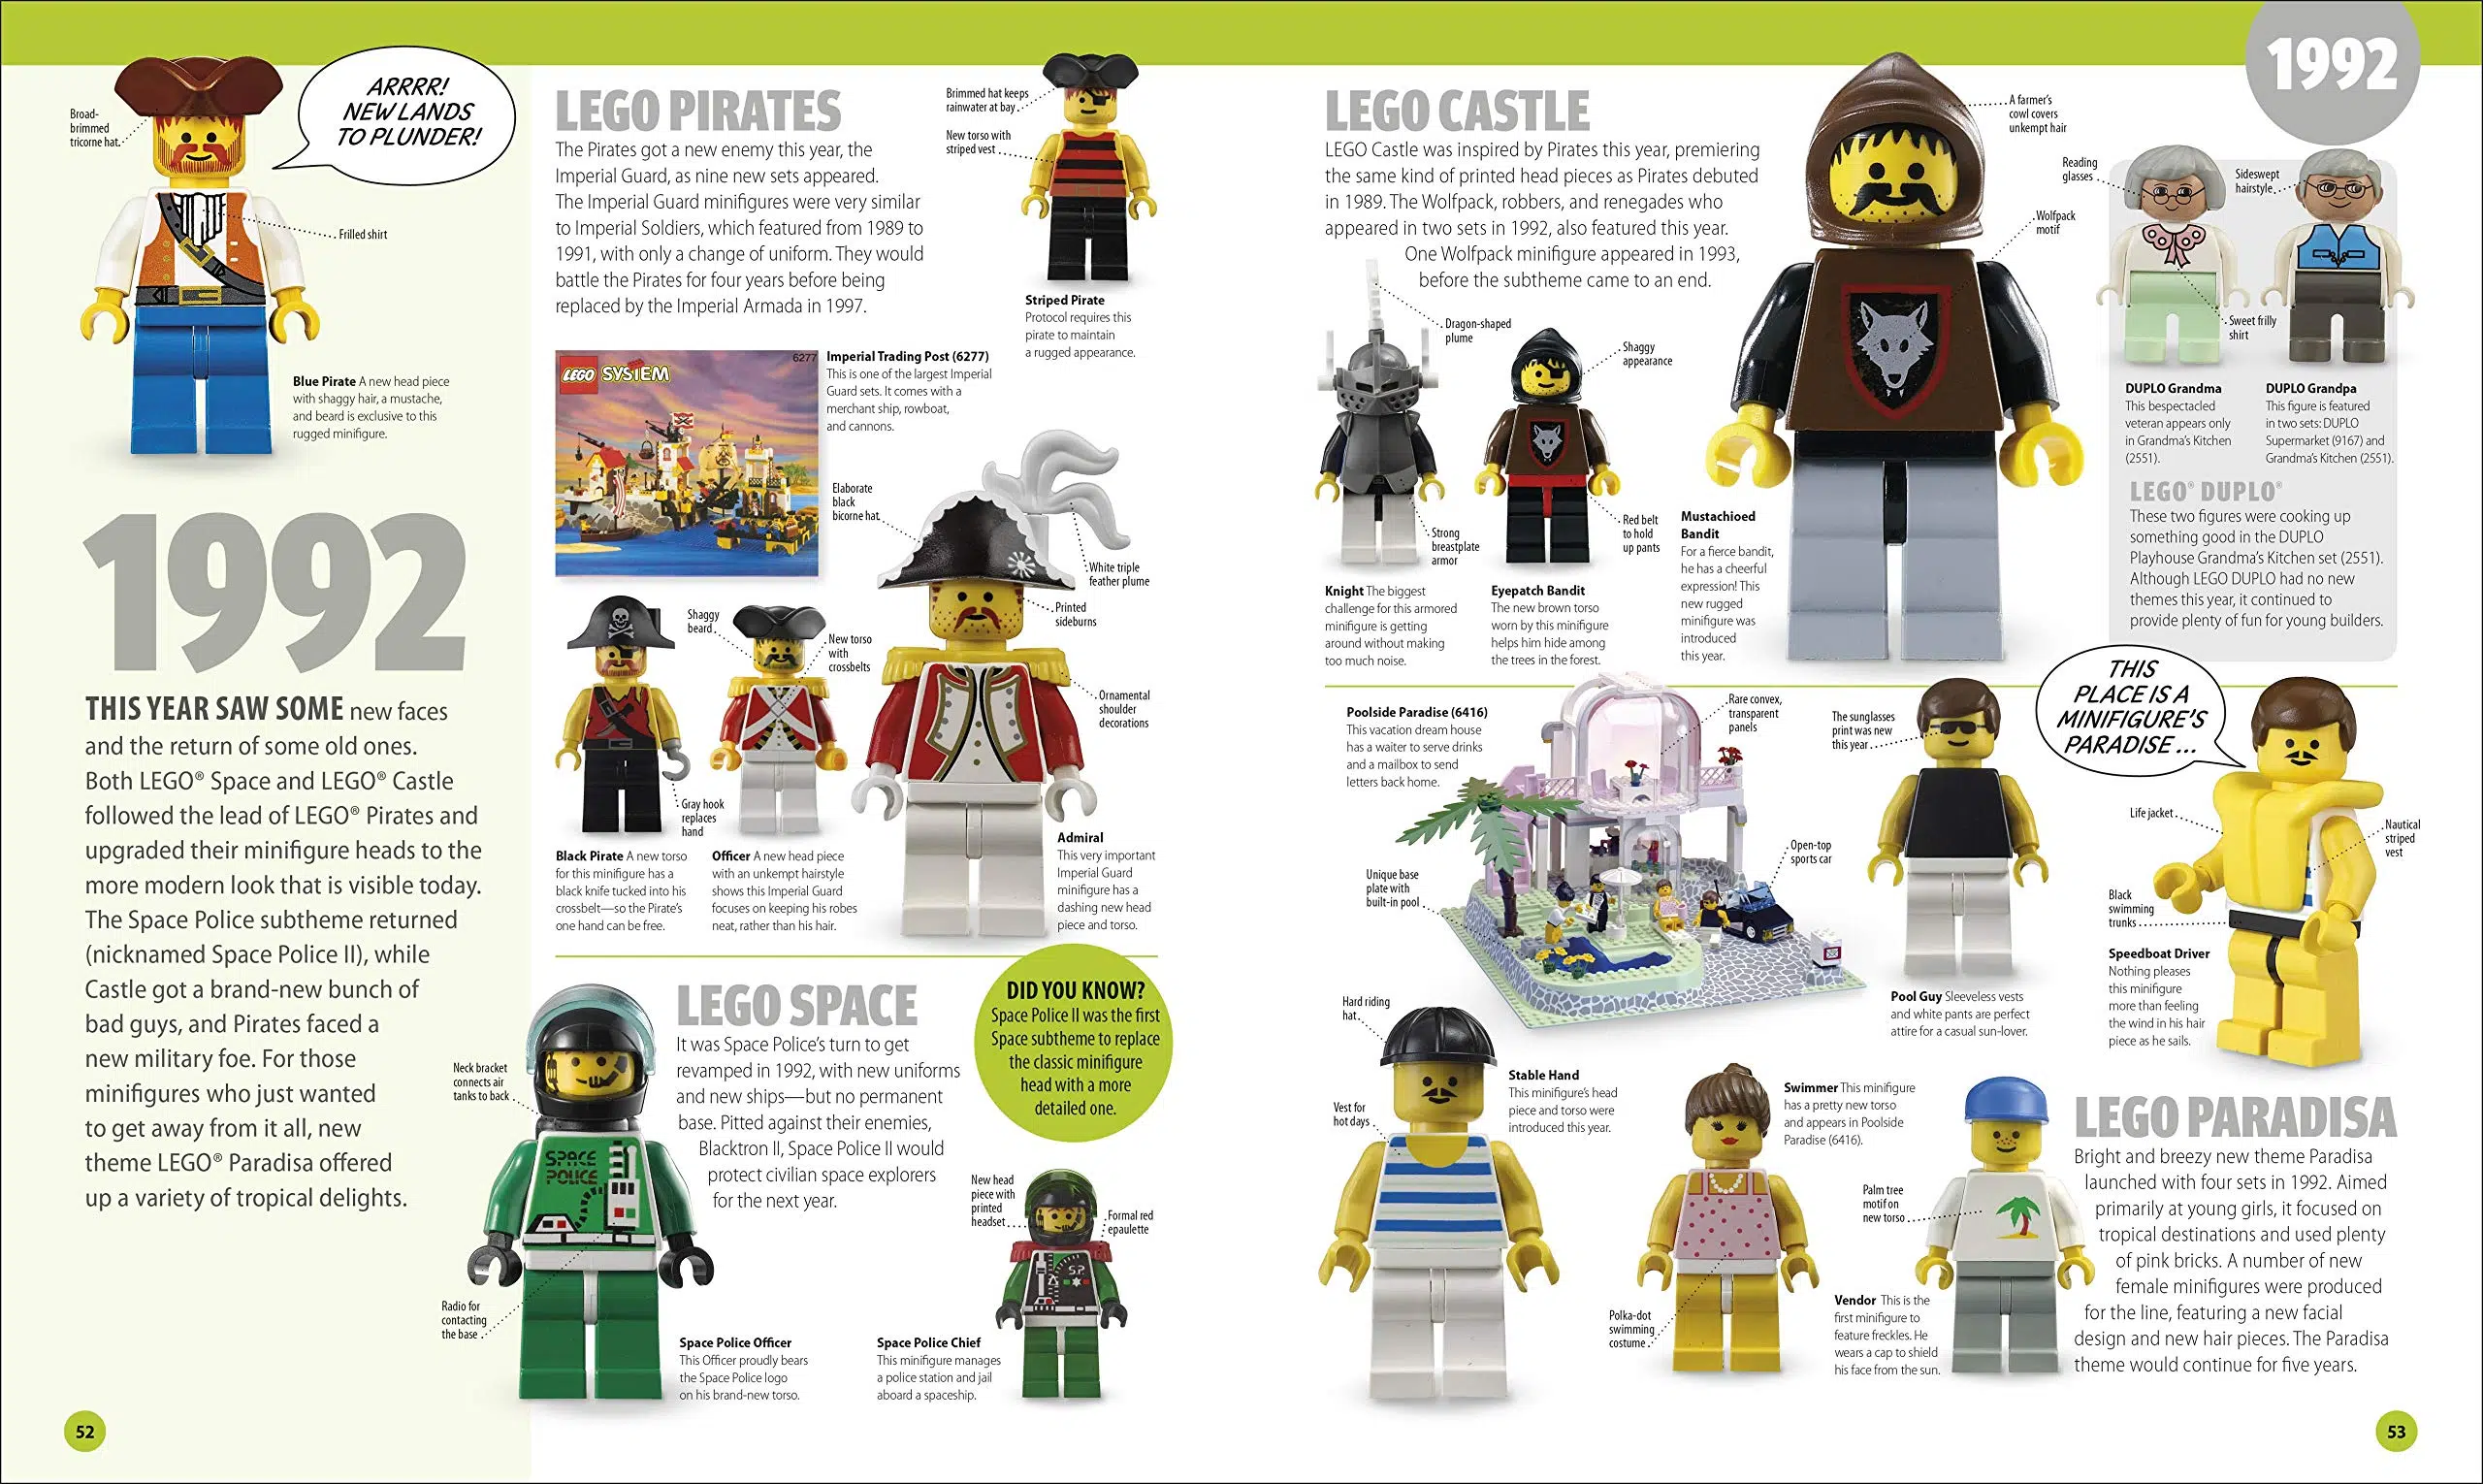 Broad-
brimmed
tricorne hat.
ARRRR!
NEW LANDS
TO PLUNDER!
Frilled shirt
Blue Pirate A new head piece
with shaggy hair, a mustache,
and beard is exclusive to this
rugged minifigure.
1992
THIS YEAR SAW SOME new faces
and the return of some old ones.
Both LEGO® Space and LEGO® Castle
followed the lead of LEGO® Pirates and
upgraded their minifigure heads to the
more modern look that is visible today.
The Space Police subtheme returned
(nicknamed Space Police II), while
Castle got a brand-new bunch of
bad guys, and Pirates faced a
new military foe. For those
minifigures who just wanted
to get away from it all, new
theme LEGO® Paradisa offered
up a variety of tropical delights.
52
LEGO PIRATES
The Pirates got a new enemy this year, the
Imperial Guard, as nine new sets appeared.
The Imperial Guard minifigures were very similar
to Imperial Soldiers, which featured from 1989 to
1991, with only a change of uniform. They would
battle the Pirates for four years before being
replaced by the Imperial Armada in 1997.
Brimmed hat keeps
rainwater at bay
New torso with
striped vest
Striped Pirate
Protocol requires this
pirate to maintain
a rugged appearance.
6277
LEGO SYSTEM
Imperial Trading Post (6277)
This is one of the largest Imperial
Guard sets. It comes with a
merchant ship, rowboat,
and cannons.
Elaborate
black
bicorne hat
White triple
feather plume
Printed
sideburns
Ornamental
shoulder
decorations
Shaggy
beard
New torso
with
crossbelts
Gray hook
replaces
hand
Black Pirate A new torso
for this minifigure has a
black knife tucked into his
crossbelt—so the Pirate's
one hand can be free.
Officer A new head piece
with an unkempt hairstyle
shows this Imperial Guard
focuses on keeping his robes
neat, rather than his hair.
Admiral
This very important
Imperial Guard
minifigure has a
dashing new head
piece and torso.
LEGO SPACE
It was Space Police's turn to get
revamped in 1992, with new uniforms
and new ships—but no permanent
base. Pitted against their enemies,
Blacktron II, Space Police II would
protect civilian space explorers
for the next year.
DID YOU KNOW?
Space Police II was the first
Space subtheme to replace
the classic minifigure
head with a more
detailed one.
Neck bracket
connects air
tanks to back
SPACE
POLICE
Radio for
contacting
the base
Space Police Officer
This Officer proudly bears
the Space Police logo
on his brand-new torso.
New head
piece with
printed
headset
Formal red
epaulette
S.P.
Space Police Chief
This minifigure manages
a police station and jail
aboard a spaceship.
1992
LEGO CASTLE
LEGO Castle was inspired by Pirates this year, premiering
the same kind of printed head pieces as Pirates debuted
in 1989. The Wolfpack, robbers, and renegades who
appeared in two sets in 1992, also featured this year.
One Wolfpack minifigure appeared in 1993,
before the subtheme came to an end.
Dragon-shaped
plume
Shaggy
appearance
Strong
breastplate
armor
Red belt
to hold
up pants
A farmer's
cowl covers
unkempt hair
Wolfpack
motif
Knight The biggest
challenge for this armored
minifigure is getting
around without making
too much noise.
Eyepatch Bandit
The new brown torso
worn by this minifigure
helps him hide among
the trees in the forest.
Mustachioed
Bandit
For a fierce bandit,
he has a cheerful
expression! This
new rugged
minifigure was
introduced
this year.
Reading
glasses
Sideswept
hairstyle
Sweet frilly
shirt
DUPLO Grandma
This bespectacled
veteran appears only
in Grandma's Kitchen
(2551).
DUPLO Grandpa
This figure is featured
in two sets: DUPLO
Supermarket (9167) and
Grandma's Kitchen (2551).
LEGO® DUPLO®
These two figures were cooking up
something good in the DUPLO
Playhouse Grandma's Kitchen set (2551).
Although LEGO DUPLO had no new
themes this year, it continued to
provide plenty of fun for young builders.
Poolside Paradise (6416)
This vacation dream house
has a waiter to serve drinks
and a mailbox to send
letters back home.
Rare convex,
transparent
panels
Open-top
sports car
Unique base
plate with
built-in pool
The sunglasses
print was new
this year
Pool Guy Sleeveless vests
and white pants are perfect
attire for a casual sun-lover.
THIS
PLACE IS A
MINIFIGURE'S
PARADISE ...
Life jacket
Nautical
striped
vest
Black
swimming
trunks
Speedboat Driver
Nothing pleases
this minifigure
more than feeling
the wind in his hair
piece as he sails.
Hard riding
hat
Vest for
hot days
Stable Hand
This minifigure's head
piece and torso were
introduced this year.
Swimmer This minifigure
has a pretty new torso
and appears in Poolside
Paradise (6416).
Polka-dot
swimming
costume
Palm tree
motif on
new torso
Vendor This is the
first minifigure to
feature freckles. He
wears a cap to shield
his face from the sun.
LEGO PARADISA
Bright and breezy new theme Paradisa
launched with four sets in 1992. Aimed
primarily at young girls, it focused on
tropical destinations and used plenty
of pink bricks. A number of new
female minifigures were produced
for the line, featuring a new facial
design and new hair pieces. The Paradisa
theme would continue for five years.
53